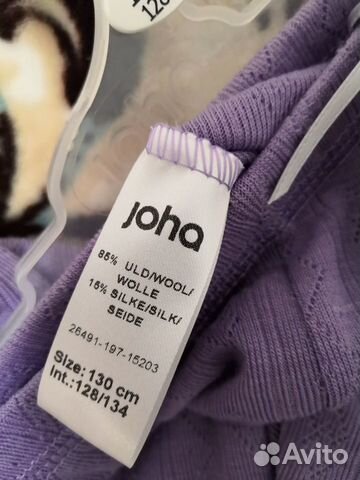 128
joha
85% ULD/WOOL/
WOLLE
15% SILKE/SILK/
SEIDE
26491-197-15203
Size: 130 cm
Int.:128/134
Avito